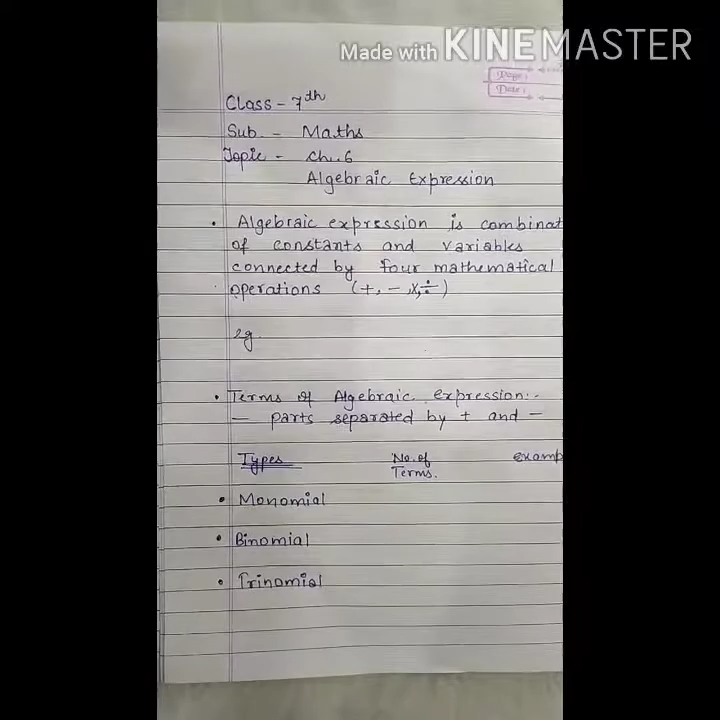 Made with KINEMASTER
Page:
Date:
Class - 7th
Sub. - Maths
Topic - Ch. 6
Algebraic Expression
• Algebraic expression is combinat
of constants and variables
connected by four mathematical
operations (+, -, x, ÷)
eg.
• Terms of Algebraic expression:-
- parts separated by + and -
Types No. of Terms. examp
• Monomial
• Binomial
• Trinomial